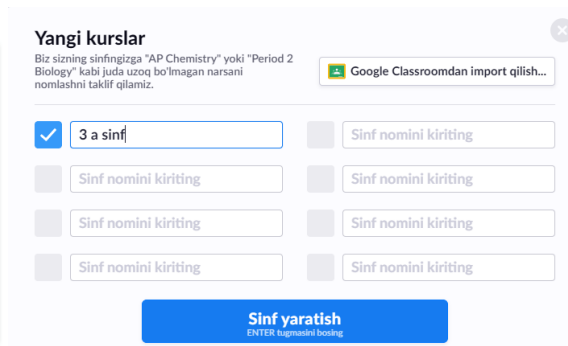 Yangi kurslar
Biz sizning sinfingizga "AP Chemistry" yoki "Period 2
Biology" kabi juda uzoq bo'lmagan narsani
nomlashni taklif qilamiz.
Google Classroomdan import qilish...
3 a sinf
Sinf nomini kiriting
Sinf nomini kiriting
Sinf nomini kiriting
Sinf nomini kiriting
Sinf nomini kiriting
Sinf nomini kiriting
Sinf nomini kiriting
Sinf yaratish
ENTER tugmasini bosing